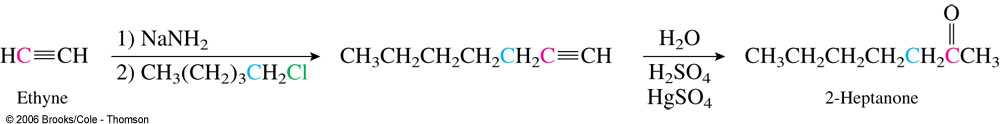 HC≡CH
Ethyne
1) NaNH₂
2) CH₃(CH₂)₃CH₂Cl
CH₃CH₂CH₂CH₂CH₂C≡CH
H₂O
H₂SO₄
HgSO₄
O
CH₃CH₂CH₂CH₂CH₂CCH₃
2-Heptanone
© 2006 Brooks/Cole - Thomson